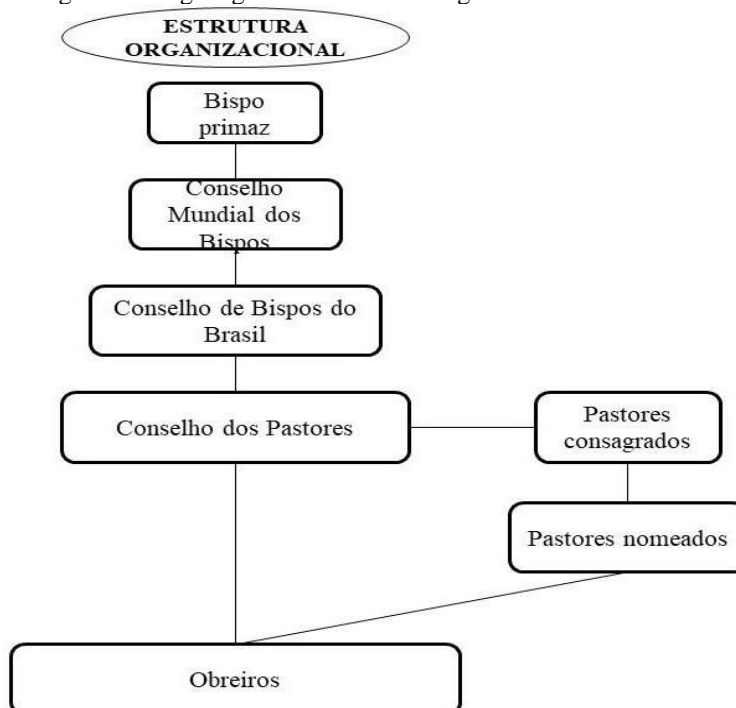 ESTRUTURA
ORGANIZACIONAL
Bispo
primaz
Conselho
Mundial dos
Bispos
Conselho de Bispos do
Brasil
Conselho dos Pastores
Pastores
consagrados
Pastores nomeados
Obreiros